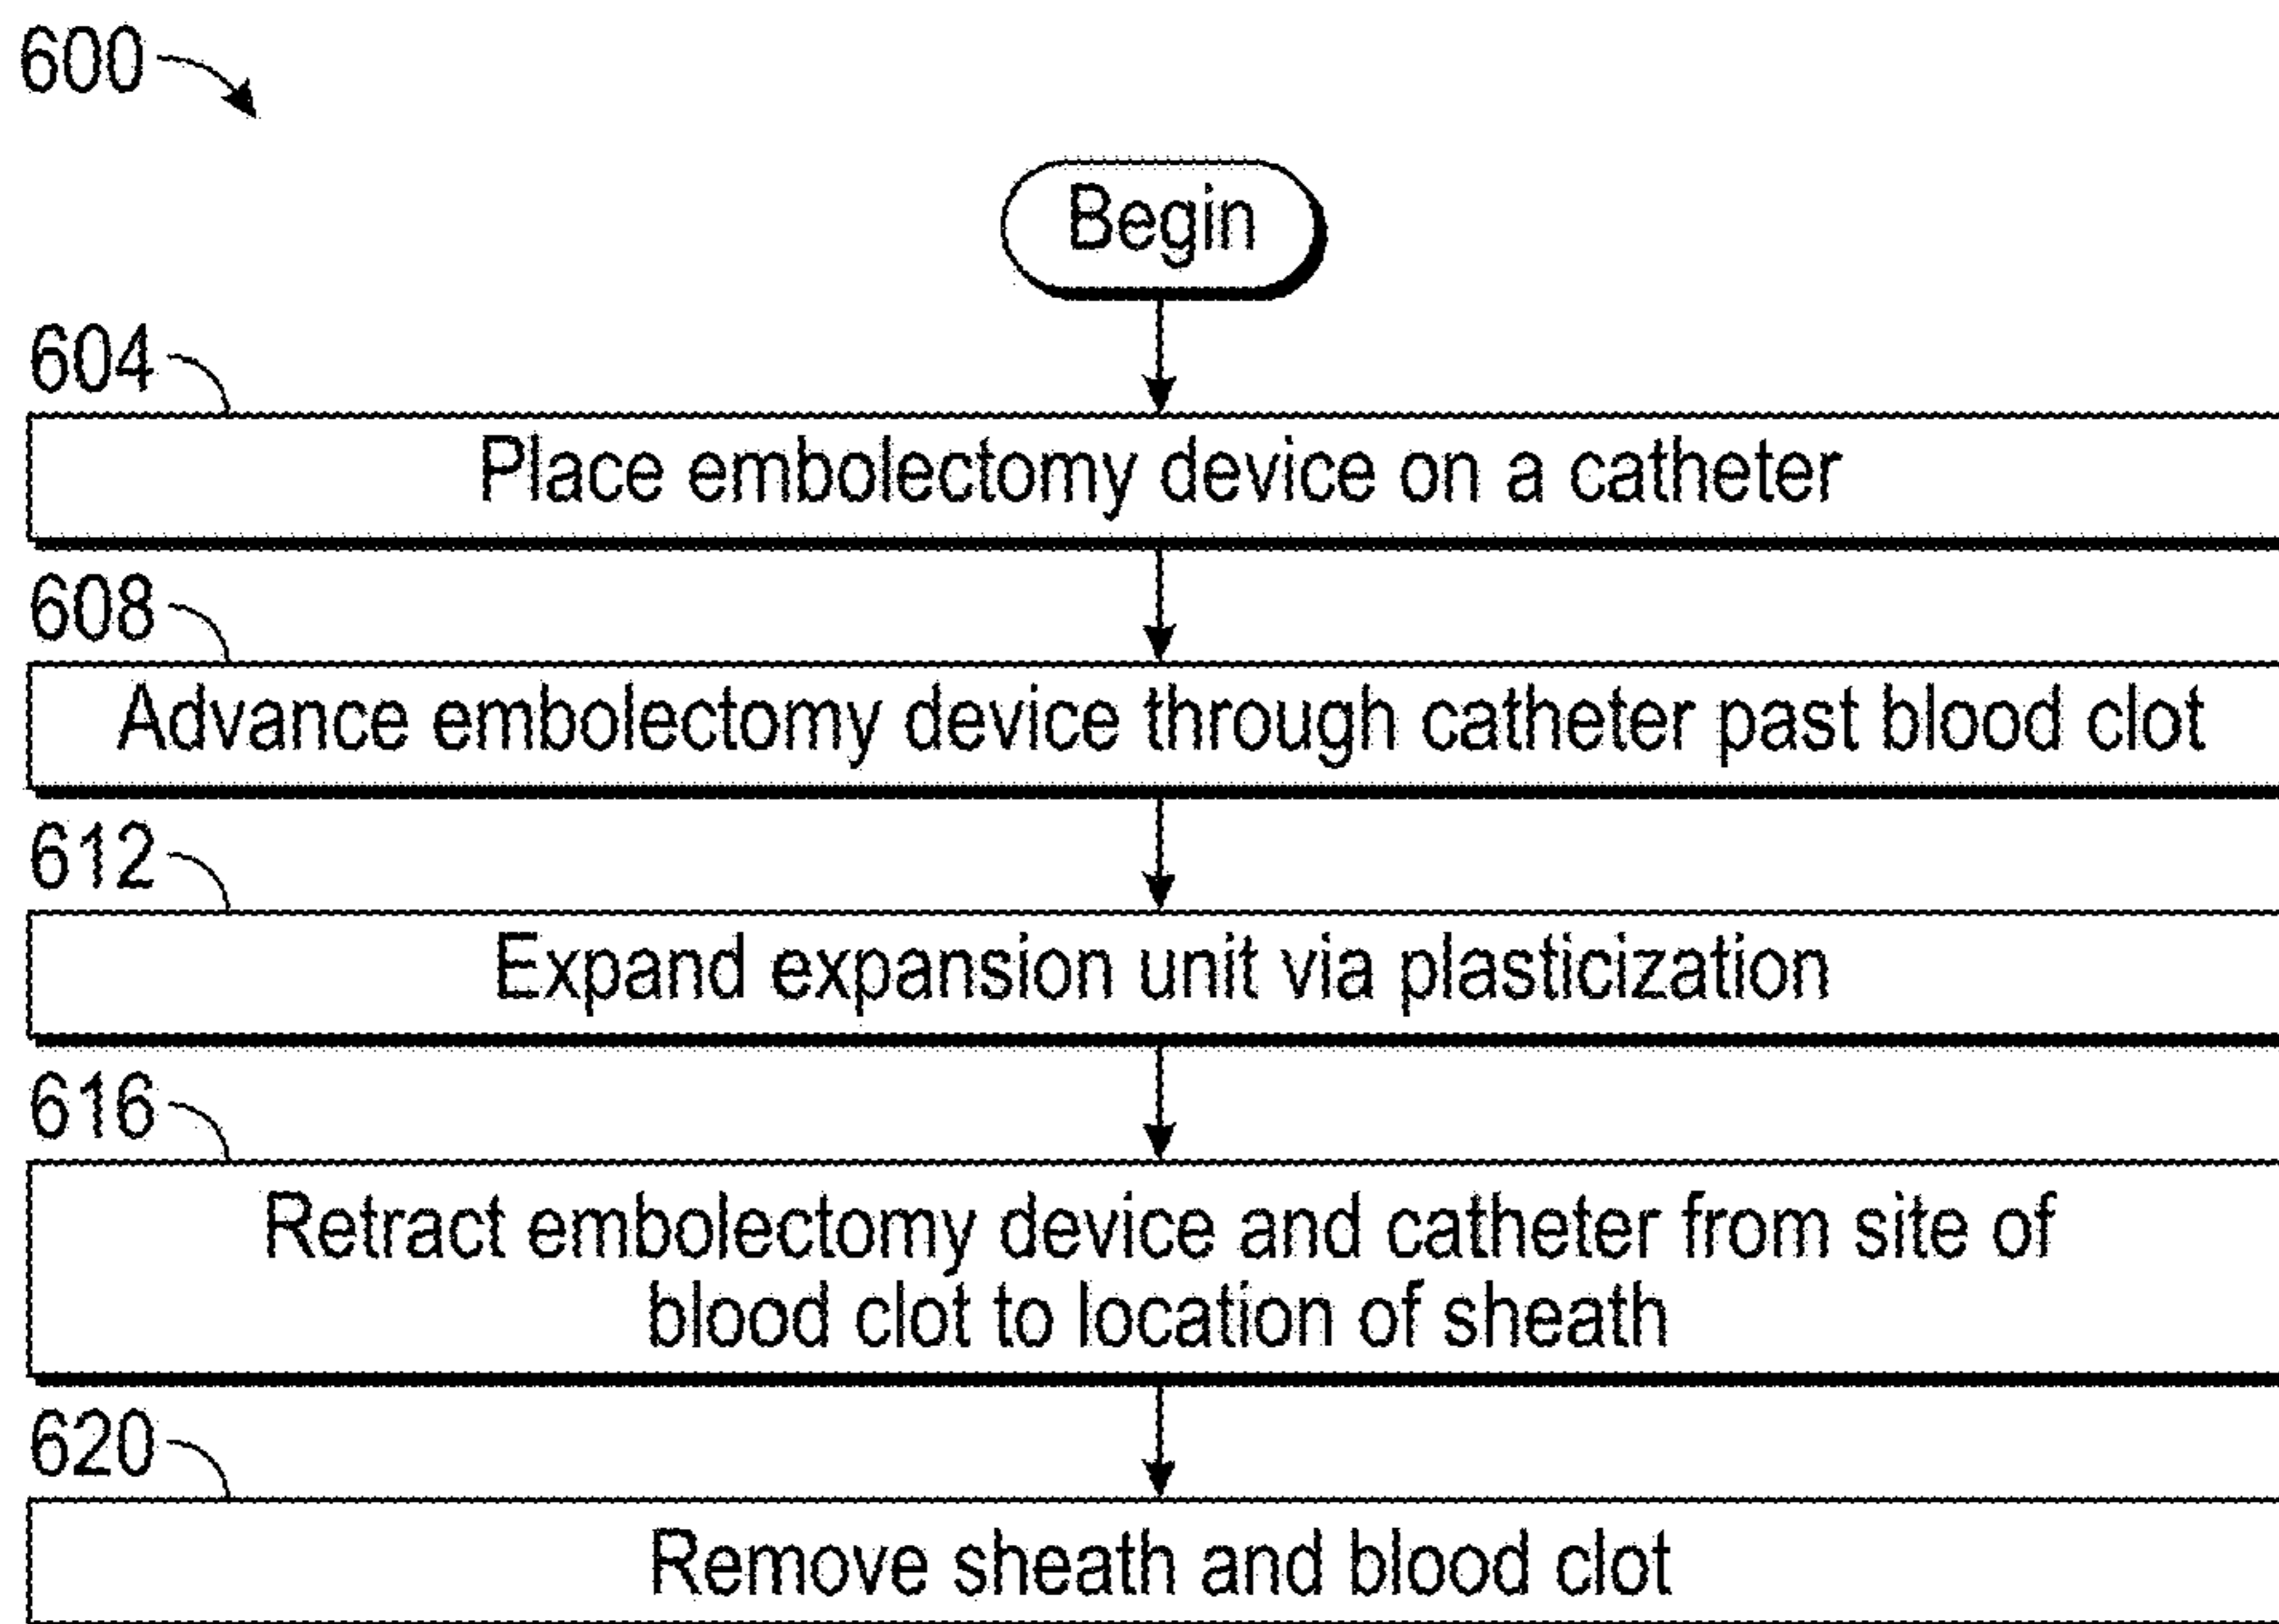 600
Begin
604
Place embolectomy device on a catheter
608
Advance embolectomy device through catheter past blood clot
612
Expand expansion unit via plasticization
616
Retract embolectomy device and catheter from site of
blood clot to location of sheath
620
Remove sheath and blood clot